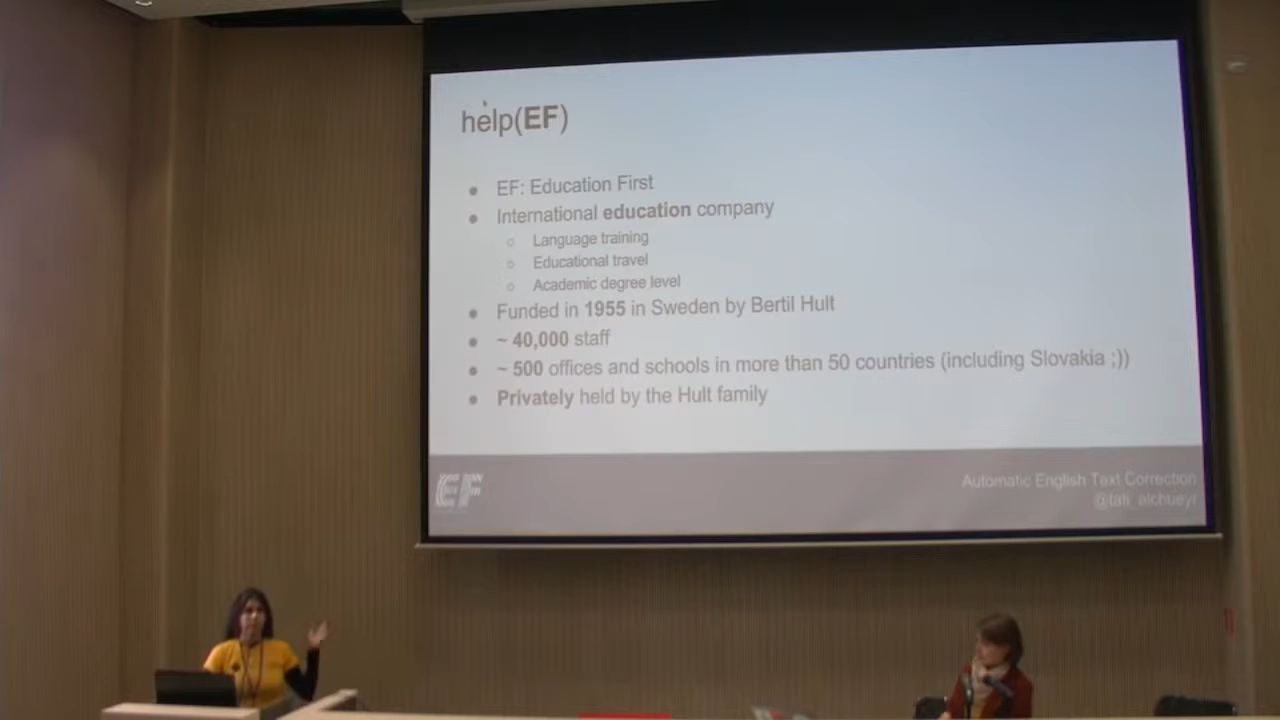 help(EF)
EF: Education First
International education company
Language training
Educational travel
Academic degree level
Funded in 1955 in Sweden by Bertil Hult
~ 40,000 staff
~ 500 offices and schools in more than 50 countries (including Slovakia ;))
Privately held by the Hult family
EF
Automatic English Text Correction
@tati_alchueyr